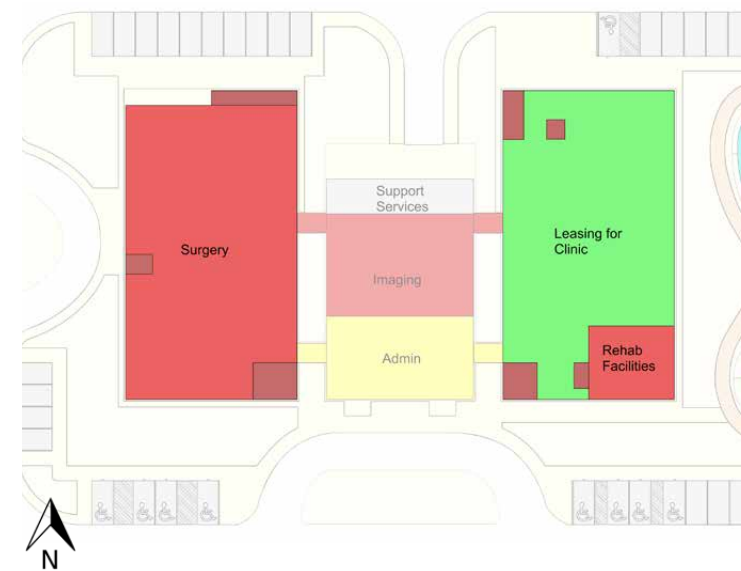 Support
Services
Surgery
Leasing for
Clinic
Imaging
Admin
Rehab
Facilities
N